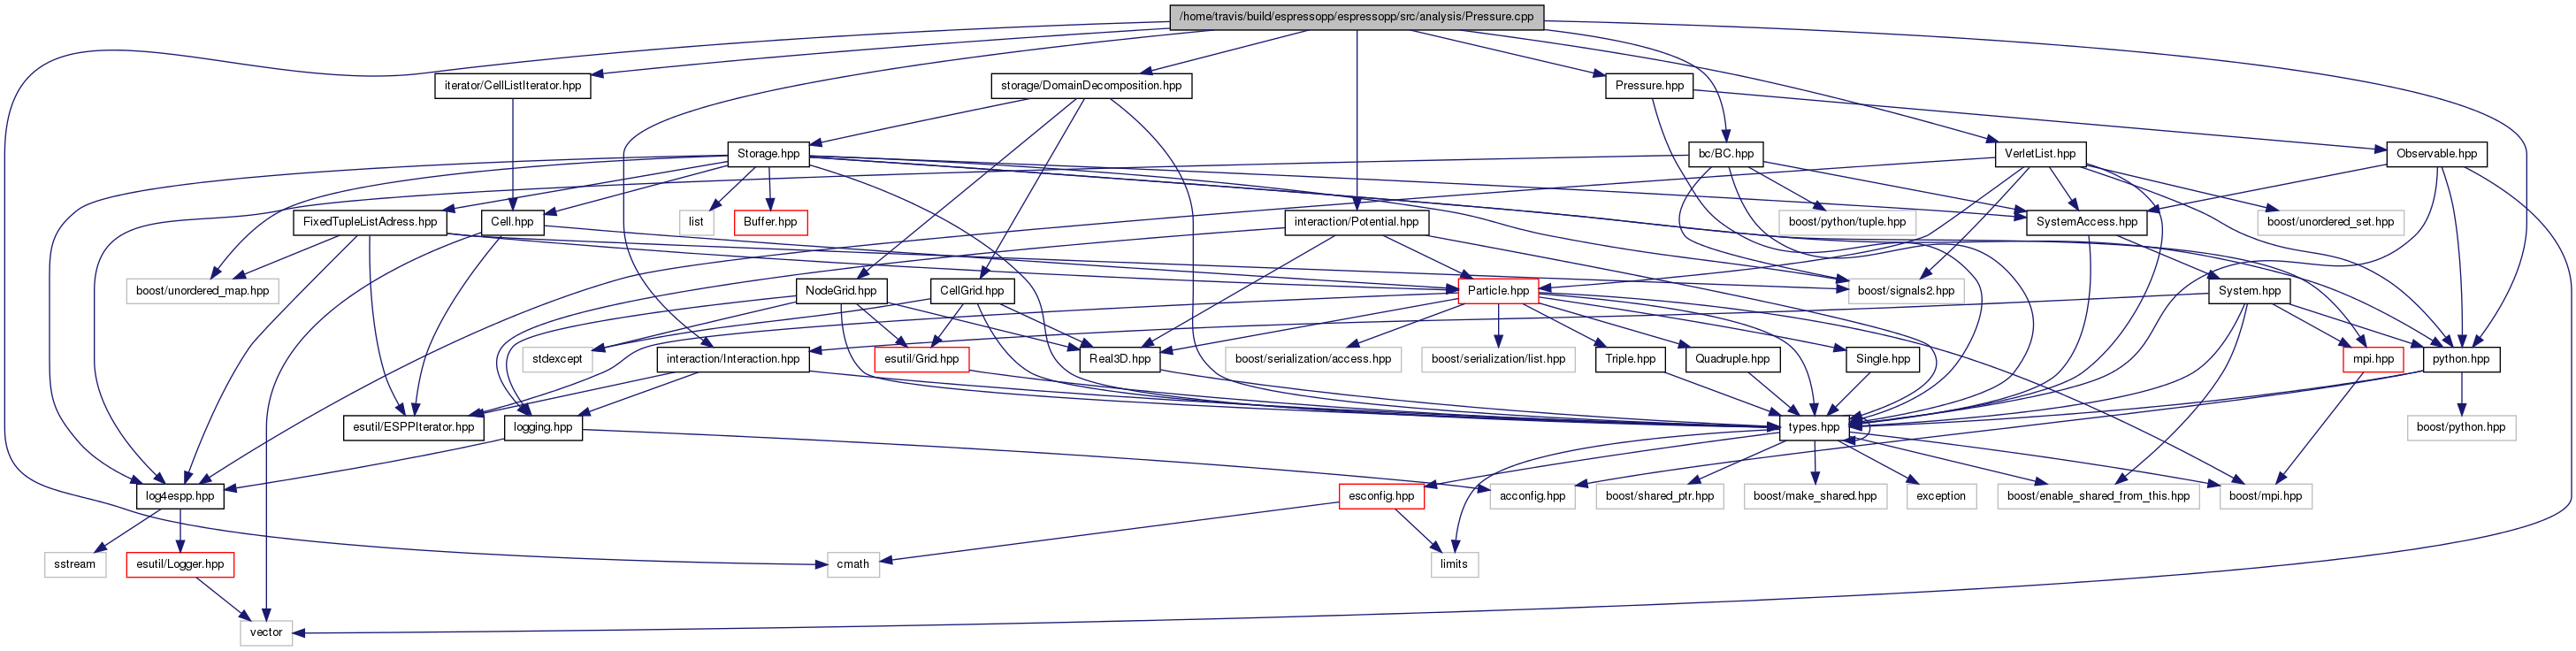 /home/travis/build/espressopp/espressopp/src/analysis/Pressure.cpp
iterator/CellListIterator.hpp
storage/DomainDecomposition.hpp
Pressure.hpp
Storage.hpp
bc/BC.hpp
VerletList.hpp
Observable.hpp
FixedTupleListAdress.hpp
Cell.hpp
list
Buffer.hpp
interaction/Potential.hpp
boost/python/tuple.hpp
SystemAccess.hpp
boost/unordered_set.hpp
boost/unordered_map.hpp
NodeGrid.hpp
CellGrid.hpp
Particle.hpp
boost/signals2.hpp
System.hpp
stdexcept
interaction/Interaction.hpp
esutil/Grid.hpp
Real3D.hpp
boost/serialization/access.hpp
boost/serialization/list.hpp
Triple.hpp
Quadruple.hpp
Single.hpp
mpi.hpp
python.hpp
esutil/ESPPIterator.hpp
logging.hpp
types.hpp
boost/python.hpp
log4espp.hpp
esconfig.hpp
acconfig.hpp
boost/shared_ptr.hpp
boost/make_shared.hpp
exception
boost/enable_shared_from_this.hpp
boost/mpi.hpp
sstream
esutil/Logger.hpp
cmath
limits
vector